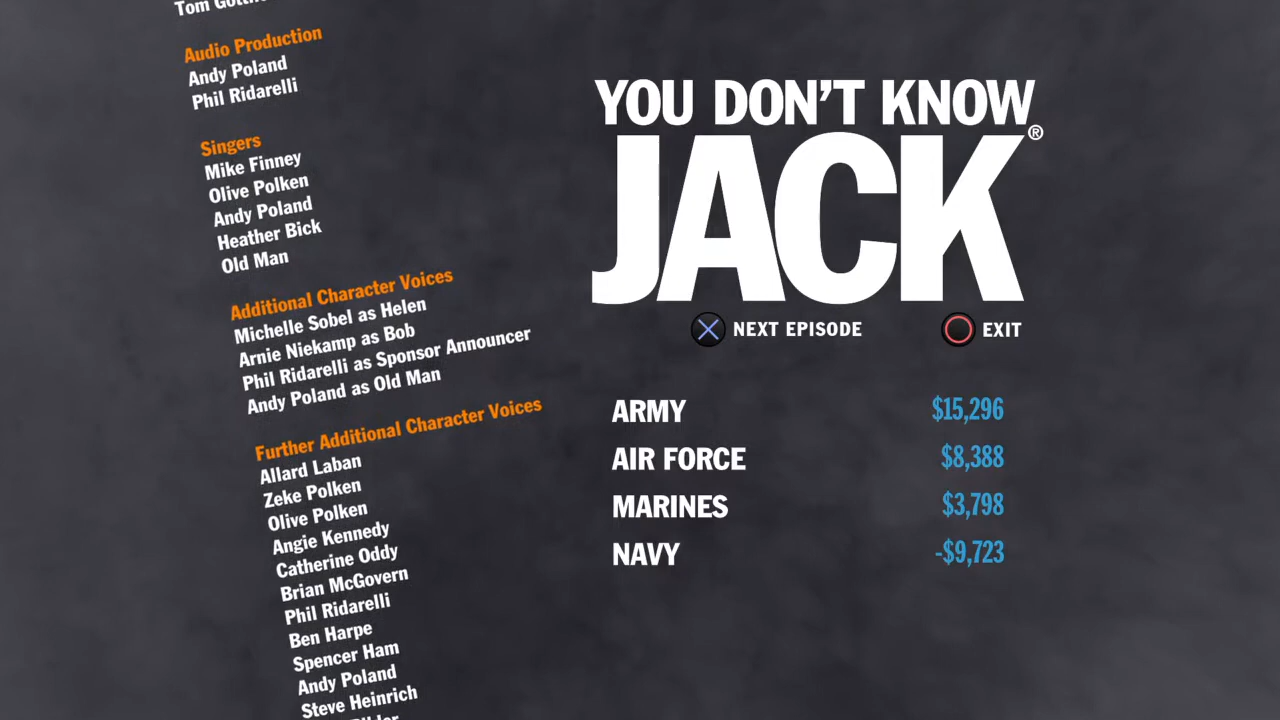 Tom
Audio Production
Andy Poland
Phil Ridarelli
Singers
Mike Finney
Olive Polken
Andy Poland
Heather Bick
Old Man
Additional Character Voices
Michelle Sobel as Helen
Arnie Niekamp as Bob
Phil Ridarelli as Sponsor Announcer
Andy Poland as Old Man
Further Additional Character Voices
Allard Laban
Zeke Polken
Olive Polken
Angie Kennedy
Catherine Oddy
Brian McGovern
Phil Ridarelli
Ben Harpe
Spencer Ham
Andy Poland
Steve Heinrich
YOU DON'T KNOW
JACK®
NEXT EPISODE EXIT
ARMY $15,296
AIR FORCE $8,388
MARINES $3,798
NAVY -$9,723